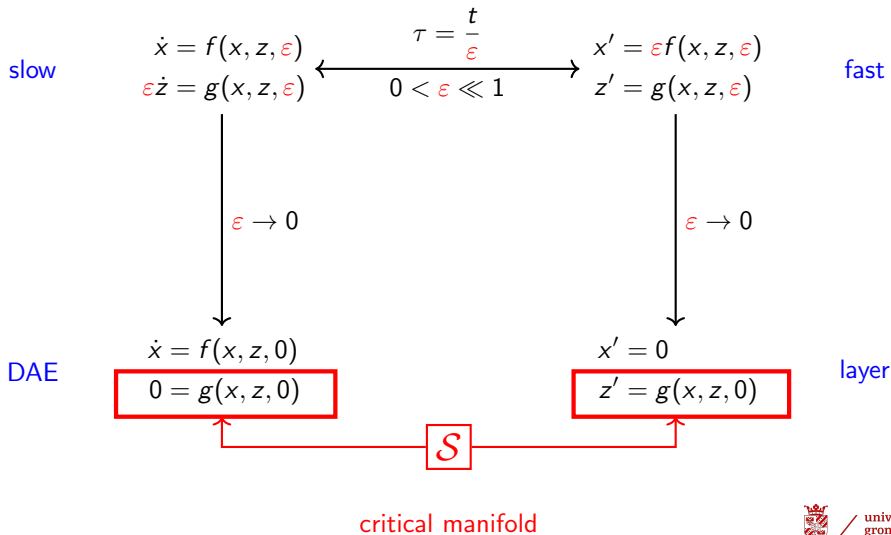 slow
ẋ = f(x, z, ε)
εż = g(x, z, ε)
τ = t/ε
0 < ε ≪ 1
x′ = εf(x, z, ε)
z′ = g(x, z, ε)
fast
ε → 0
ε → 0
DAE
ẋ = f(x, z, 0)
0 = g(x, z, 0)
x′ = 0
z′ = g(x, z, 0)
layer
𝒮
critical manifold